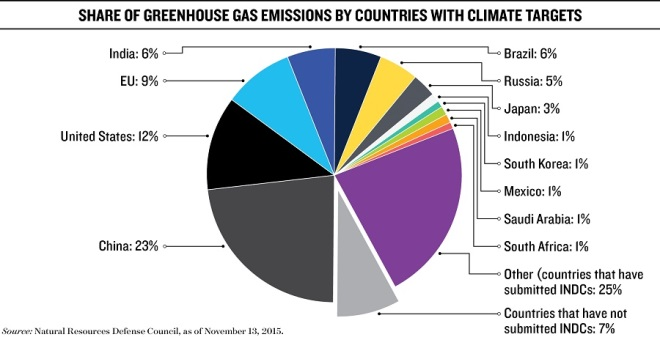 SHARE OF GREENHOUSE GAS EMISSIONS BY COUNTRIES WITH CLIMATE TARGETS
India: 6%
EU: 9%
United States: 12%
China: 23%
Brazil: 6%
Russia: 5%
Japan: 3%
Indonesia: 1%
South Korea: 1%
Mexico: 1%
Saudi Arabia: 1%
South Africa: 1%
Other (countries that have
submitted INDCs: 25%
Countries that have not
submitted INDCs: 7%
Source: Natural Resources Defense Council, as of November 13, 2015.